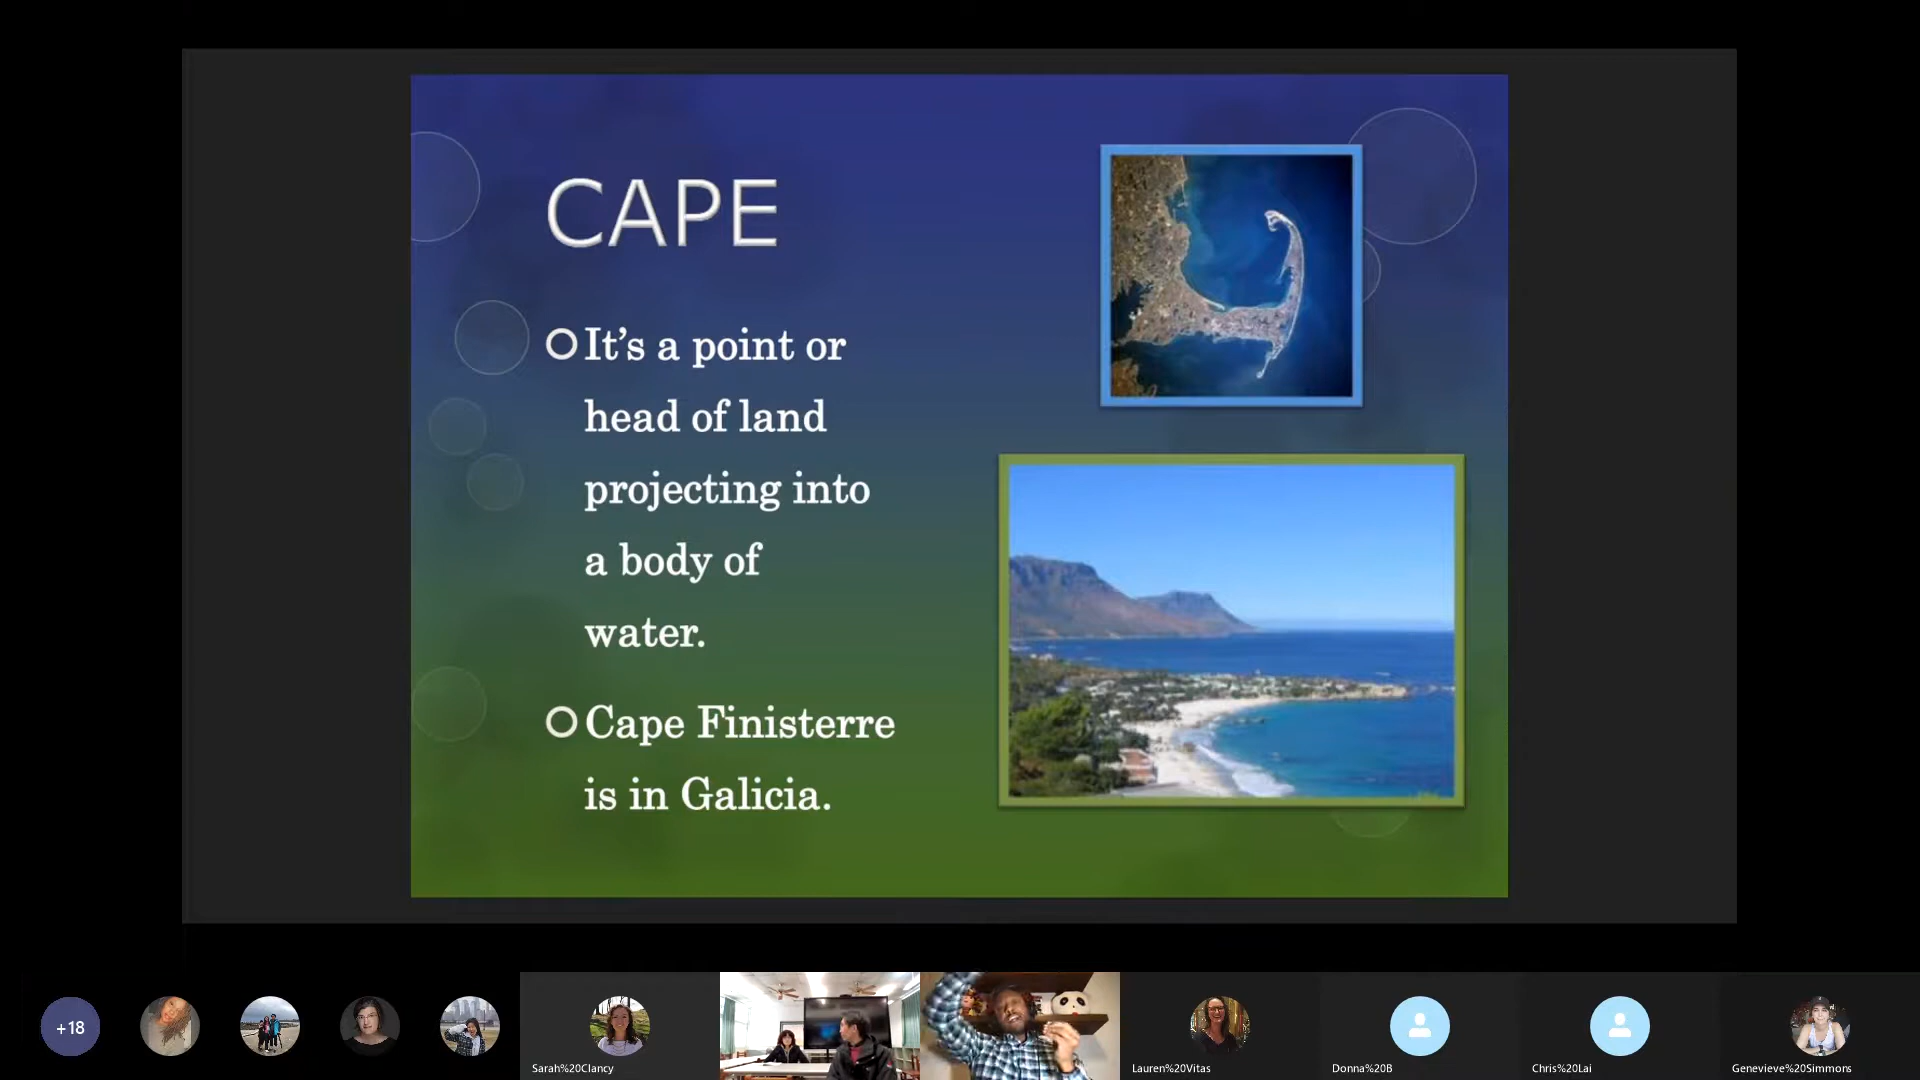 CAPE
It's a point or
head of land
projecting into
a body of
water.
Cape Finisterre
is in Galicia.
+18
Sarah%20Clancy
Lauren%20Vitas
Donna%20B
Chris%20Lai
Genevieve%20Simmons